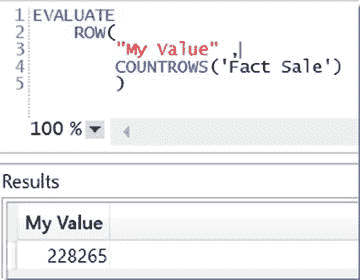 1 EVALUATE
2 ROW(
3 "My Value" ,
4 COUNTROWS('Fact Sale')
5 )
100 %
Results
My Value
228265